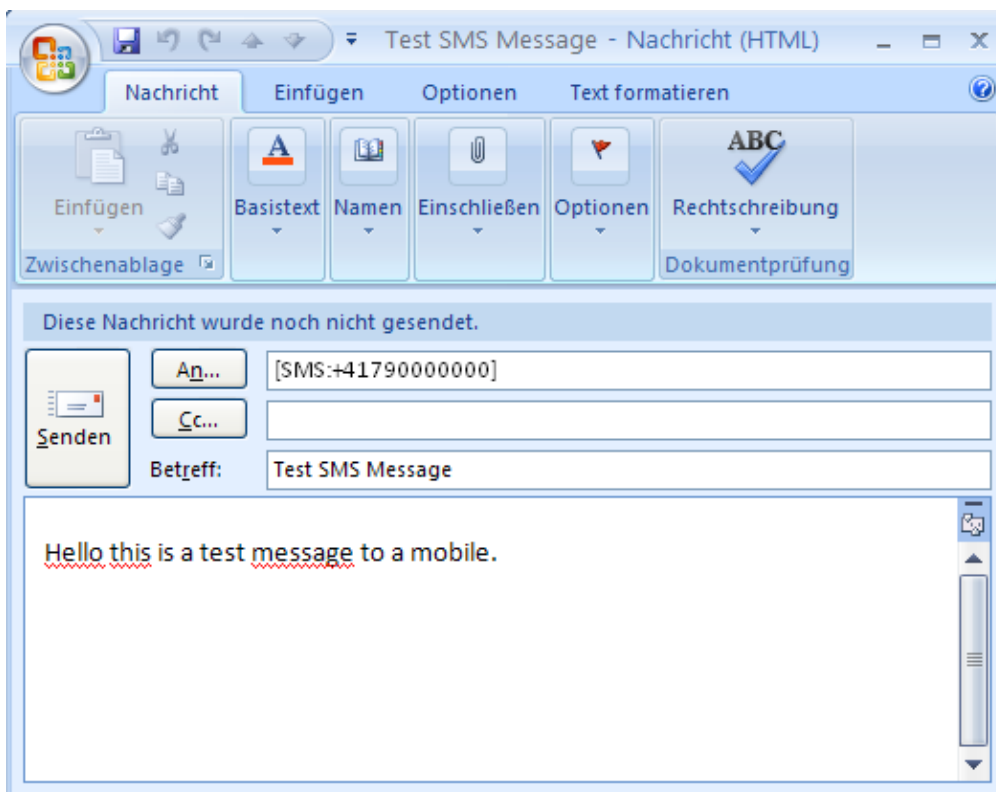 Test SMS Message - Nachricht (HTML)
Nachricht Einfügen Optionen Text formatieren
ABC
Einfügen Basistext Namen Einschließen Optionen Rechtschreibung
Zwischenablage Dokumentprüfung
Diese Nachricht wurde noch nicht gesendet.
An... [SMS:+41790000000]
Cc...
Senden
Betreff: Test SMS Message
Hello this is a test message to a mobile.